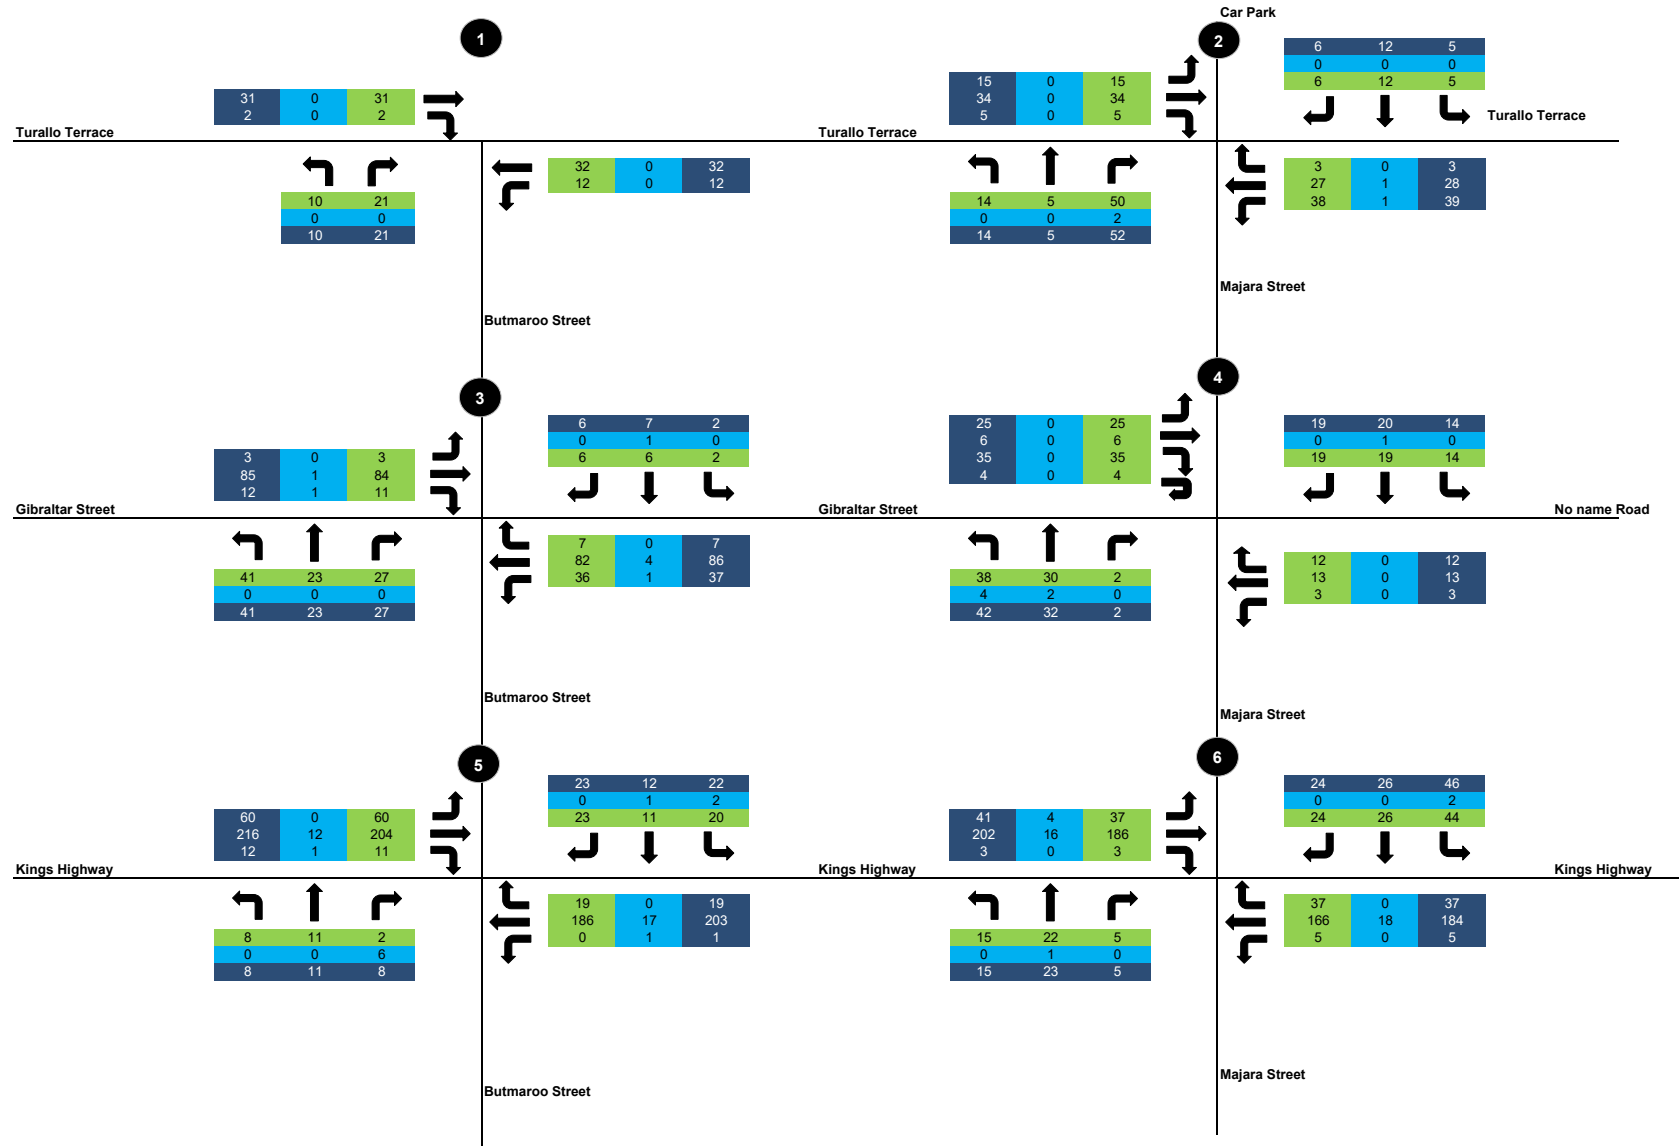 Car Park
1
2
6 12 5
0 0 0
6 12 5
15 0 15
34 0 34
5 0 5
31 0 31
2 0 2
Turallo Terrace
Turallo Terrace
Turallo Terrace
32 0 32
12 0 12
3 0 3
27 1 28
38 1 39
10 21
0 0
10 21
14 5 50
0 0 2
14 5 52
Majara Street
Butmaroo Street
3
4
6 7 2
0 1 0
6 6 2
25 0 25
6 0 6
35 0 35
4 0 4
19 20 14
0 1 0
19 19 14
3 0 3
85 1 84
12 1 11
Gibraltar Street
Gibraltar Street
No name Road
7 0 7
82 4 86
36 1 37
12 0 12
13 0 13
3 0 3
41 23 27
0 0 0
41 23 27
38 30 2
4 2 0
42 32 2
Butmaroo Street
Majara Street
5
6
23 12 22
0 1 2
23 11 20
24 26 46
0 0 2
24 26 44
60 0 60
216 12 204
12 1 11
41 4 37
202 16 186
3 0 3
Kings Highway
Kings Highway
Kings Highway
19 0 19
186 17 203
0 1 1
37 0 37
166 18 184
5 0 5
8 11 2
0 0 6
8 11 8
15 22 5
0 1 0
15 23 5
Majara Street
Butmaroo Street